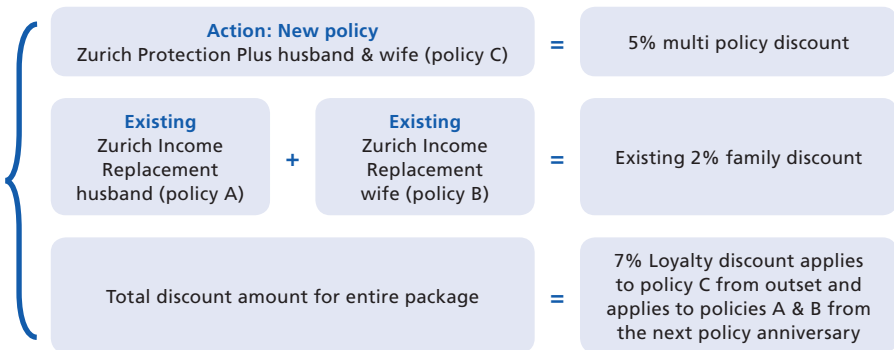 Action: New policy
Zurich Protection Plus husband & wife (policy C)
=
5% multi policy discount
Existing
Zurich Income
Replacement
husband (policy A)
+
Existing
Zurich Income
Replacement
wife (policy B)
=
Existing 2% family discount
Total discount amount for entire package
=
7% Loyalty discount applies
to policy C from outset and
applies to policies A & B from
the next policy anniversary